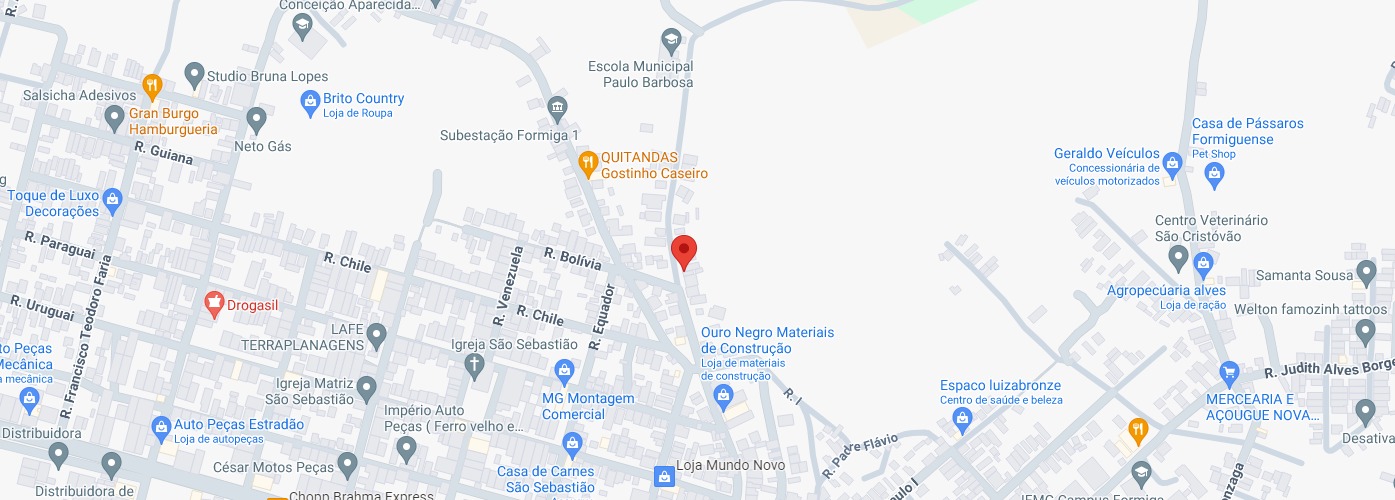 Conceição Aparecida...
Studio Bruna Lopes
Salsicha Adesivos
Gran Burgo
Hamburgueria
Brito Country
Loja de Roupa
Neto Gás
R. Guiana
Subestação Formiga 1
Escola Municipal
Paulo Barbosa
QUITANDAS
Gostinho Caseiro
Casa de Pássaros
Formiguense
Pet Shop
Geraldo Veículos
Concessionária de
veículos motorizados
Toque de Luxo
Decorações
Centro Veterinário
São Cristóvão
R. Paraguai
R. Chile
R. Venezuela
R. Bolívia
R. Equador
R. Chile
Agropecúaria alves
Loja de ração
Samanta Sousa
Welton famozinh tattoos
R. Uruguai
R. Francisco Teodoro Faria
Drogasil
LAFE
TERRAPLANAGENS
Igreja São Sebastião
Ouro Negro Materiais
de Construção
Loja de materiais
de construção
to Peças
Mecânica
a mecânica
Igreja Matriz
São Sebastião
MG Montagem
Comercial
R. I
Espaco luizabronze
Centro de saúde e beleza
R. Judith Alves Borge
MERCEARIA E
AÇOUGUE NOVA...
Auto Peças Estradão
Loja de autopeças
Império Auto
Peças ( Ferro velho e...
Distribuidora
R. Padre Flávio
Desativa
César Motos Peças
Casa de Carnes
São Sebastião
Loja Mundo Novo
aulo I
nzaga
Distribuidora de
Chopp Brahma Express
IFMG Campus Formiga